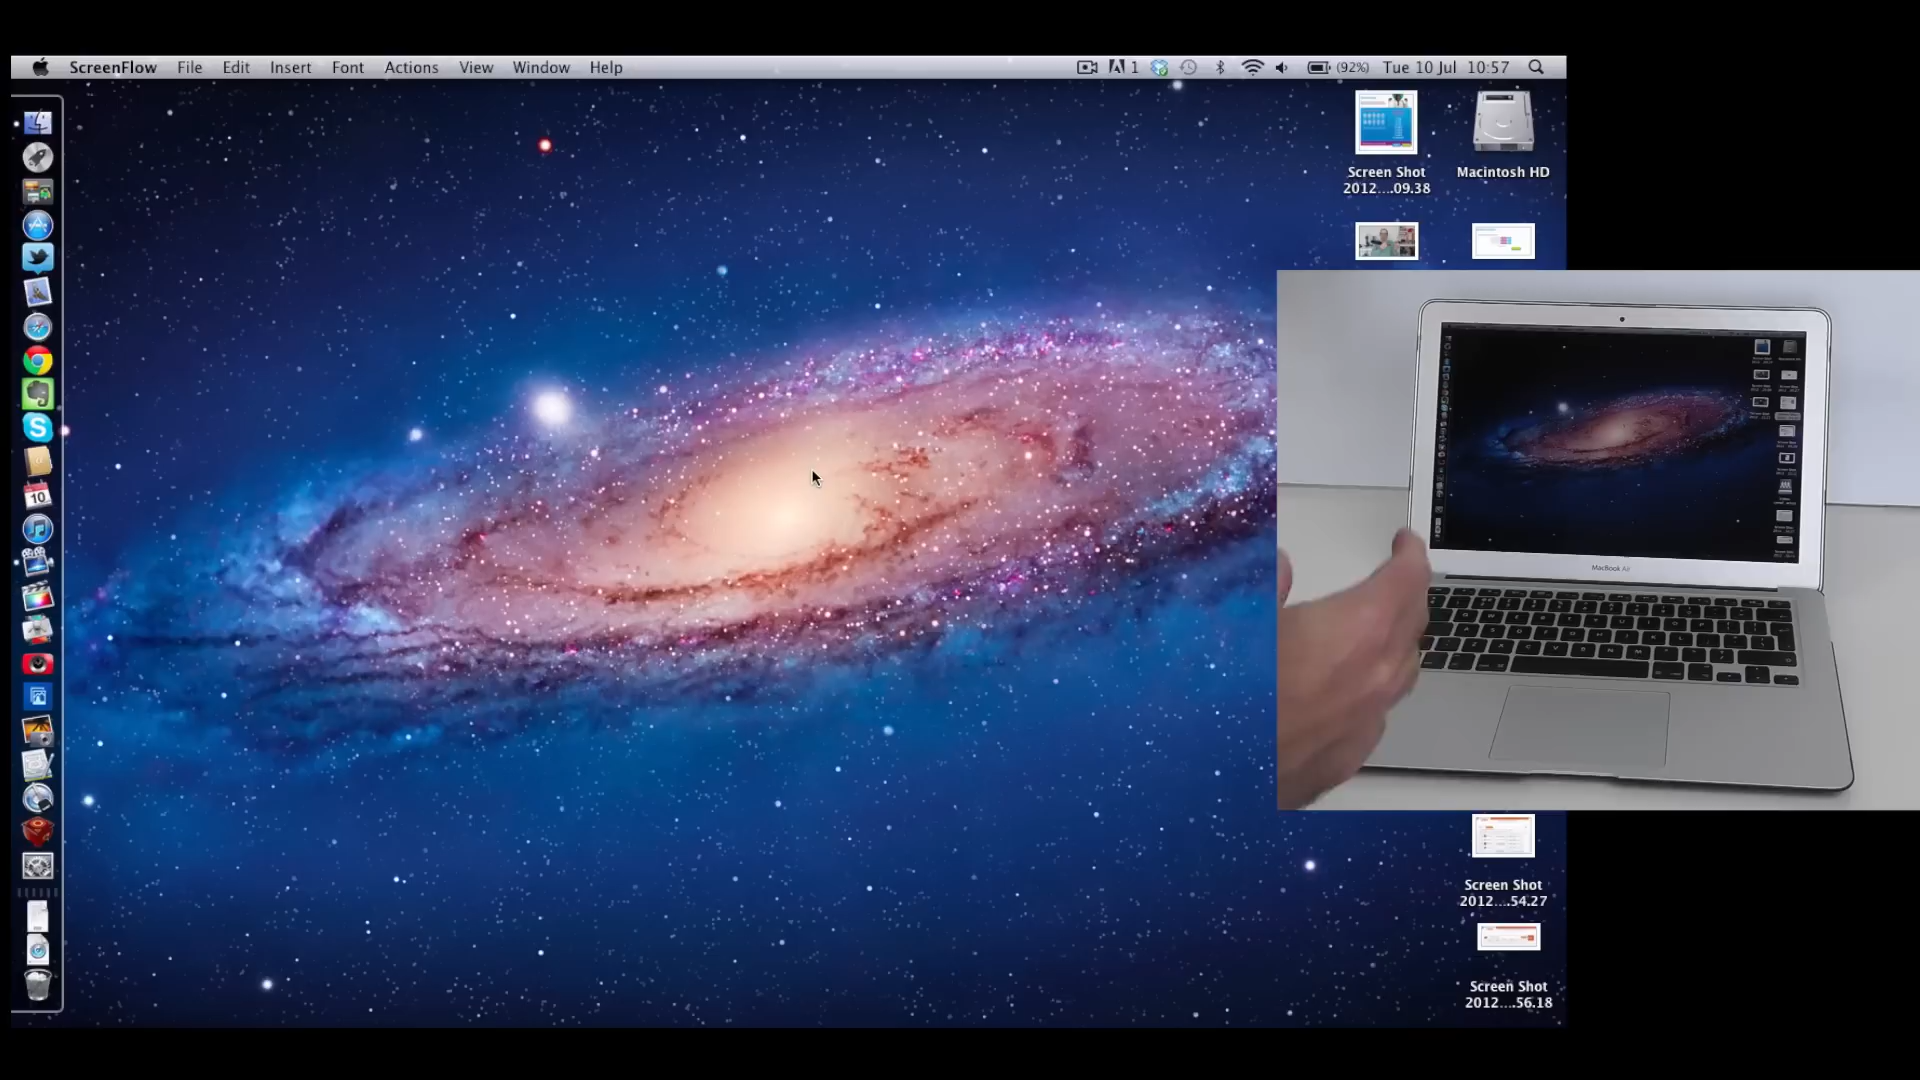 ScreenFlow File Edit Insert Font Actions View Window Help
1 (92%) Tue 10 Jul 10:57
Screen Shot
2012....09.38
Macintosh HD
10
MacBook Air
Screen Shot
2012....54.27
Screen Shot
2012....56.18